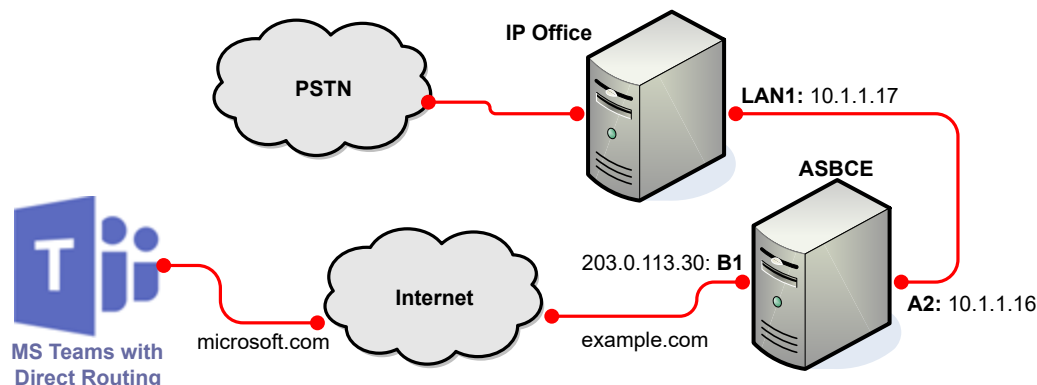 IP Office
PSTN
LAN1: 10.1.1.17
ASBCE
T
203.0.113.30: B1
Internet
A2: 10.1.1.16
microsoft.com
example.com
MS Teams with
Direct Routing